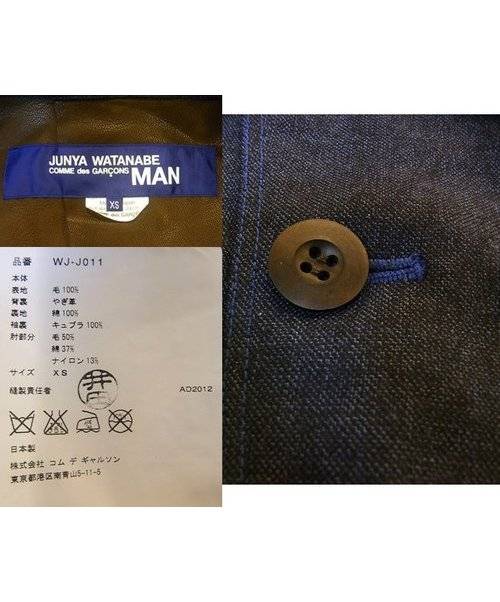 JUNYA WATANABE
COMME des GARÇONS MAN
XS
品番 WJ-J011
本体
表地 毛100%
背裏 やぎ革
裏地 綿100%
袖裏 キュプラ100%
肘部分 毛50%
綿37%
ナイロン13%
サイズ XS
縫製責任者 AD2012
日本製
株式会社 コム デ ギャルソン
東京都港区南青山5-11-5